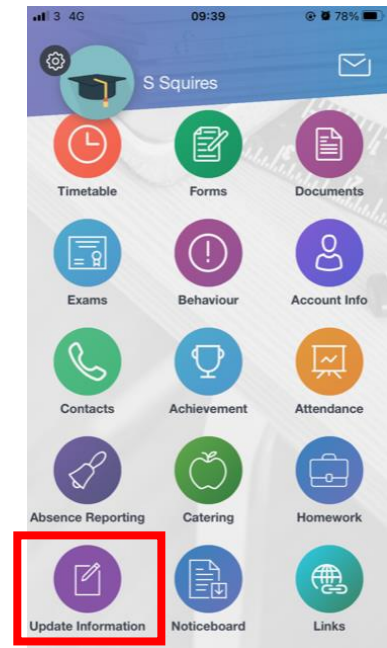 3 4G 09:39 78%
S Squires
Timetable Forms Documents
Exams Behaviour Account Info
Contacts Achievement Attendance
Absence Reporting Catering Homework
Update Information Noticeboard Links